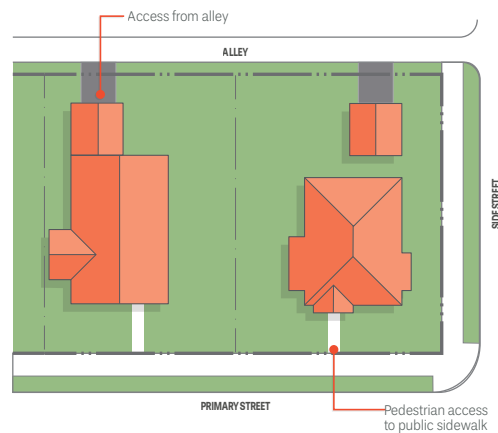 Access from alley
ALLEY
SIDE STREET
PRIMARY STREET
Pedestrian access
to public sidewalk